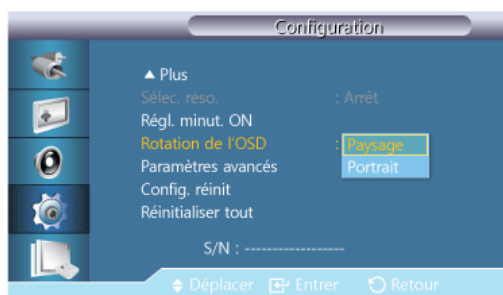 Configuration
▲ Plus
Sélec. réso. : Arrêt
Régl. minut. ON
Rotation de l'OSD : Paysage
Portrait
Paramètres avancés
Config. réinit
Réinitialiser tout
S/N : ------------------
Déplacer Entrer Retour